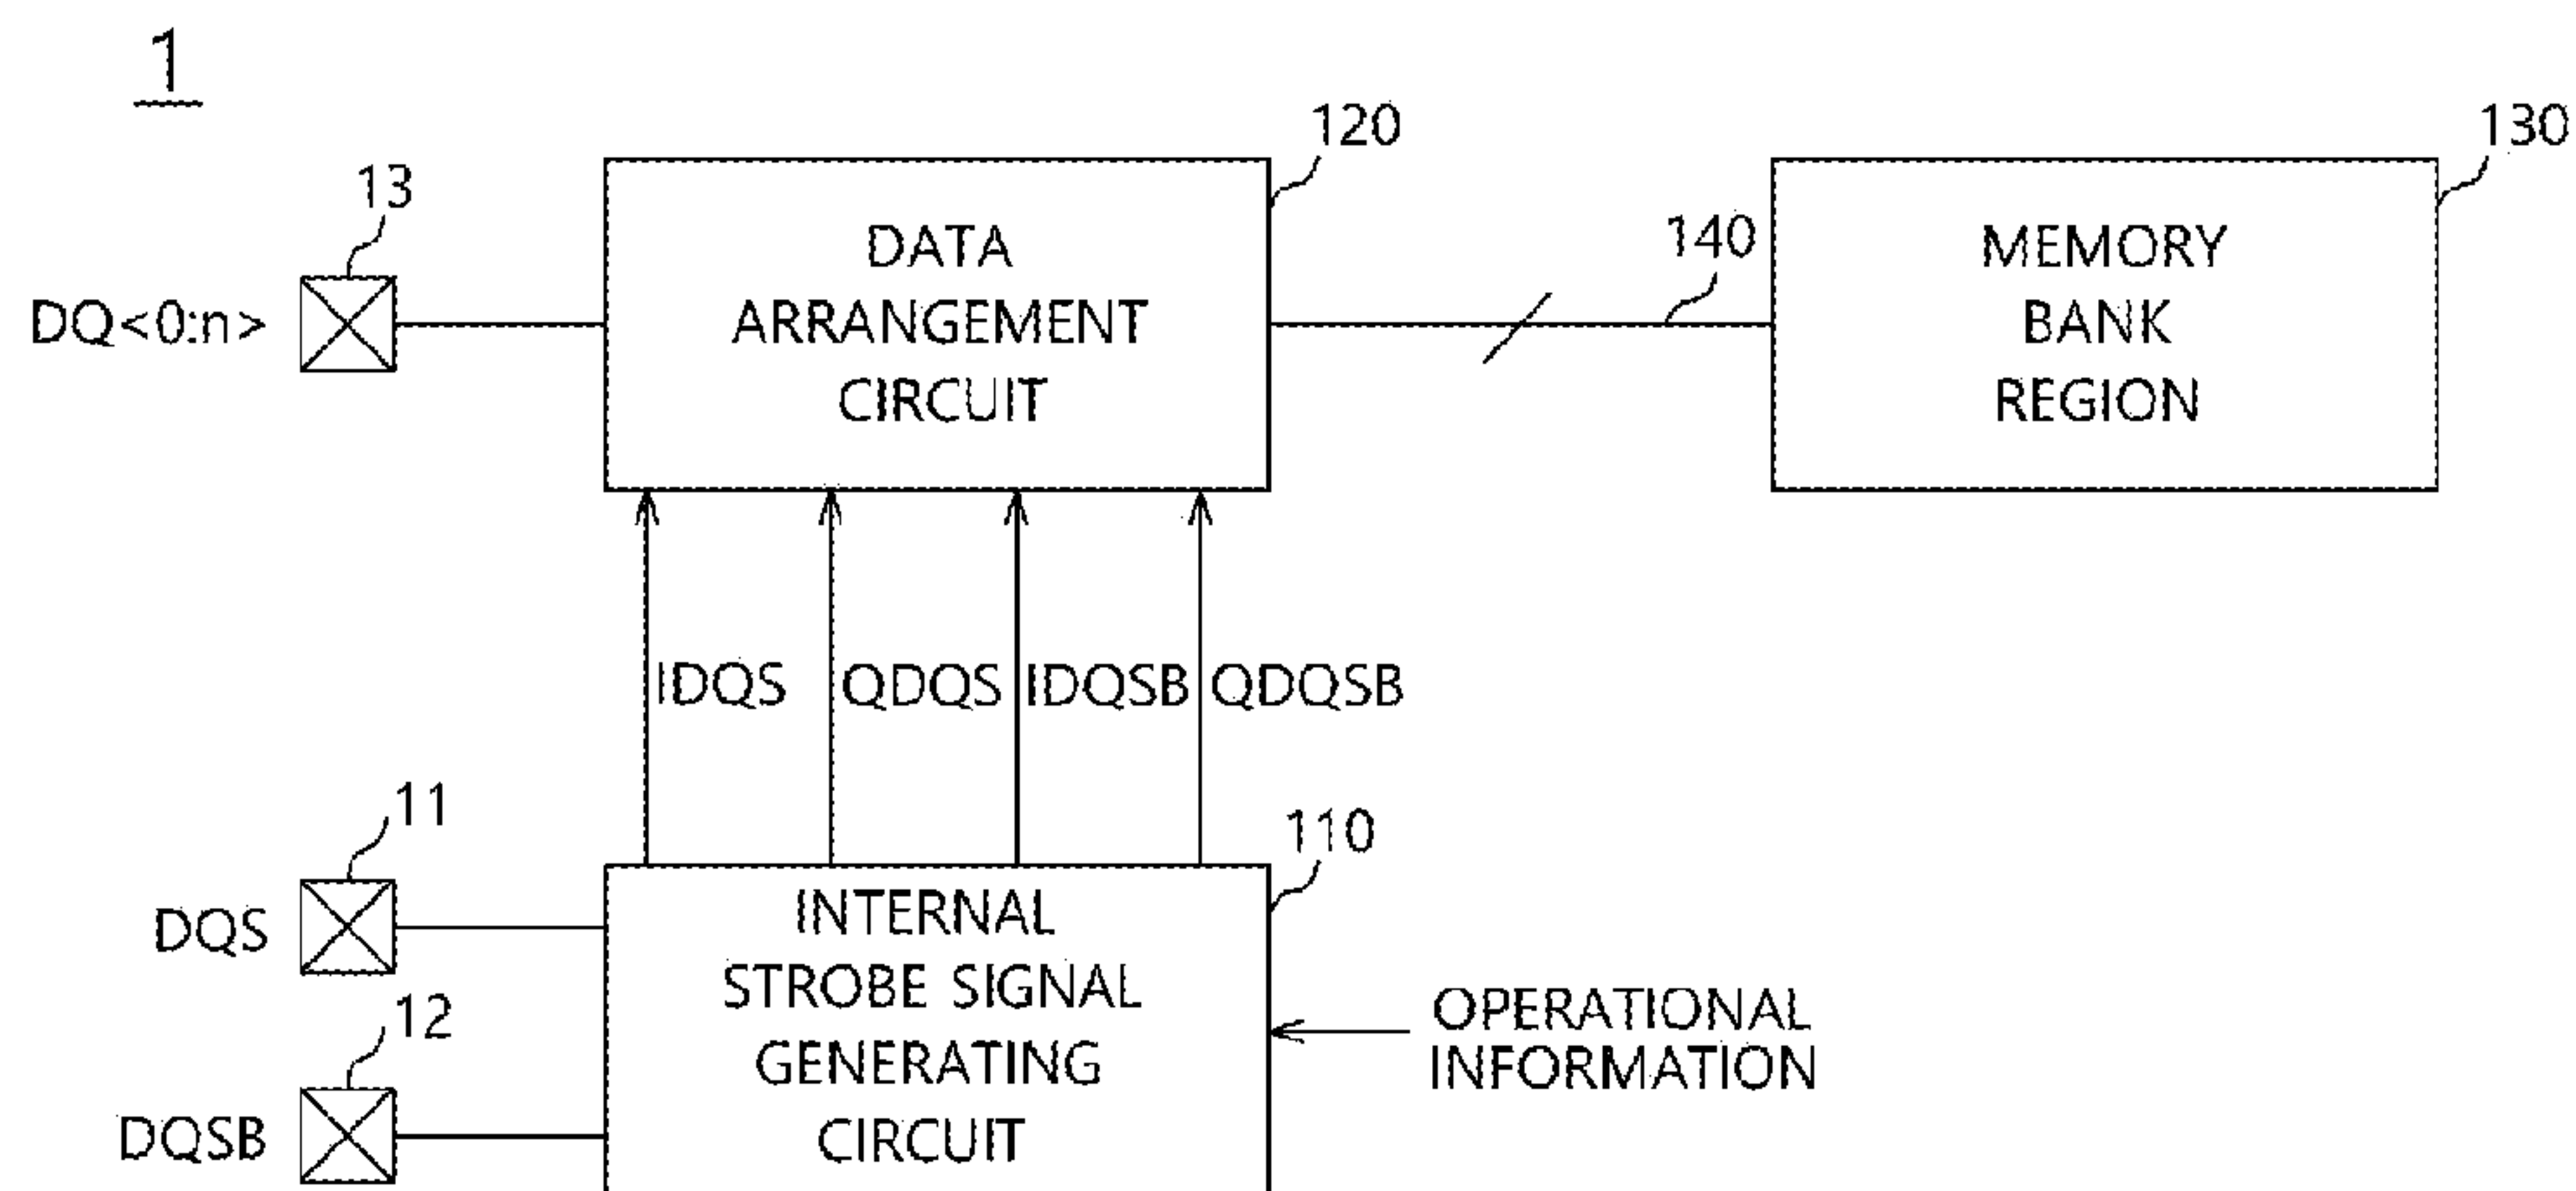 1
120
130
13
DATA
ARRANGEMENT
CIRCUIT
140
MEMORY
BANK
REGION
DQ<0:n>
IDQS QDQS IDQSB QDQSB
11
110
DQS
INTERNAL
STROBE SIGNAL
GENERATING
CIRCUIT
12
DQSB
OPERATIONAL
INFORMATION